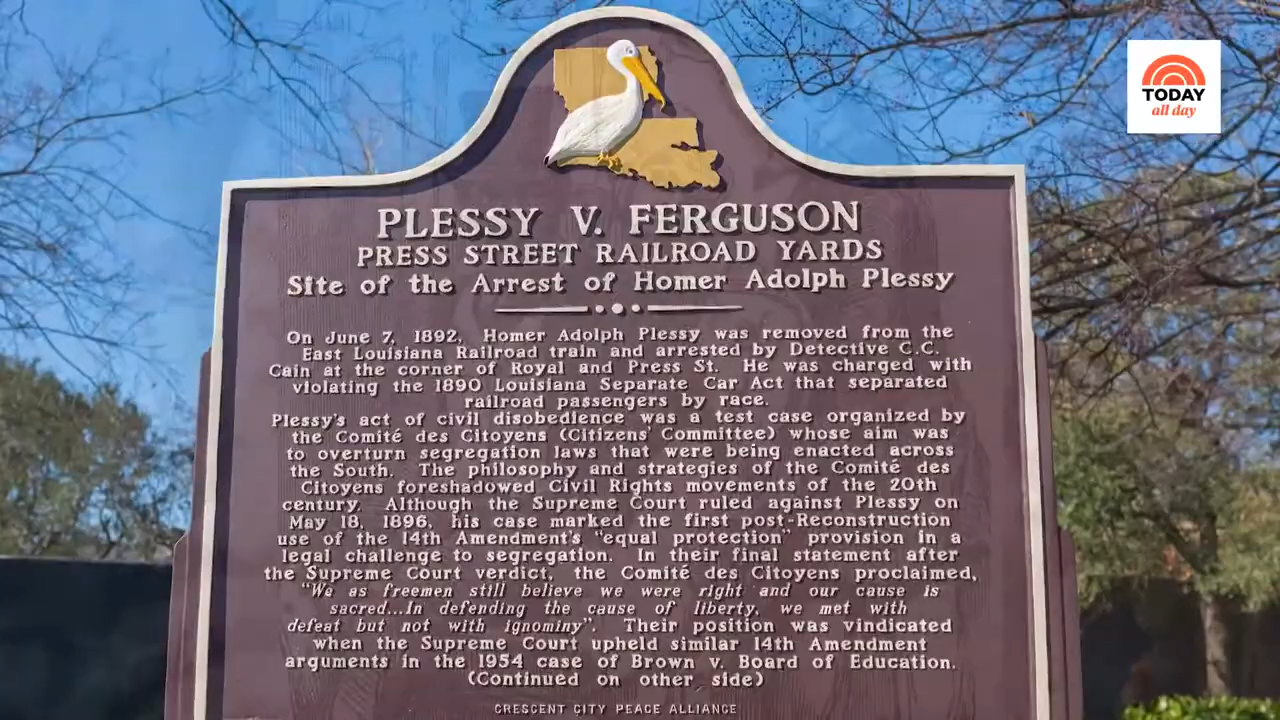 TODAY
all day
PLESSY V. FERGUSON
PRESS STREET RAILROAD YARDS
Site of the Arrest of Homer Adolph Plessy
On June 7, 1892, Homer Adolph Plessy was removed from the
East Louisiana Railroad train and arrested by Detective C.C.
Cain at the corner of Royal and Press St. He was charged with
violating the 1890 Louisiana Separate Car Act that separated
railroad passengers by race.
Plessy's act of civil disobedience was a test case organized by
the Comité des Citoyens (Citizens' Committee) whose aim was
to overturn segregation laws that were being enacted across
the South. The philosophy and strategies of the Comité des
Citoyens foreshadowed Civil Rights movements of the 20th
century. Although the Supreme Court ruled against Plessy on
May 18, 1896, his case marked the first post-Reconstruction
use of the 14th Amendment's "equal protection" provision in a
legal challenge to segregation. In their final statement after
the Supreme Court verdict, the Comité des Citoyens proclaimed,
"We as freemen still believe we were right and our cause is
sacred...In defending the cause of liberty, we met with
defeat but not with ignominy". Their position was vindicated
when the Supreme Court upheld similar 14th Amendment
arguments in the 1954 case of Brown v. Board of Education.
(Continued on other side)
CRESCENT CITY PEACE ALLIANCE